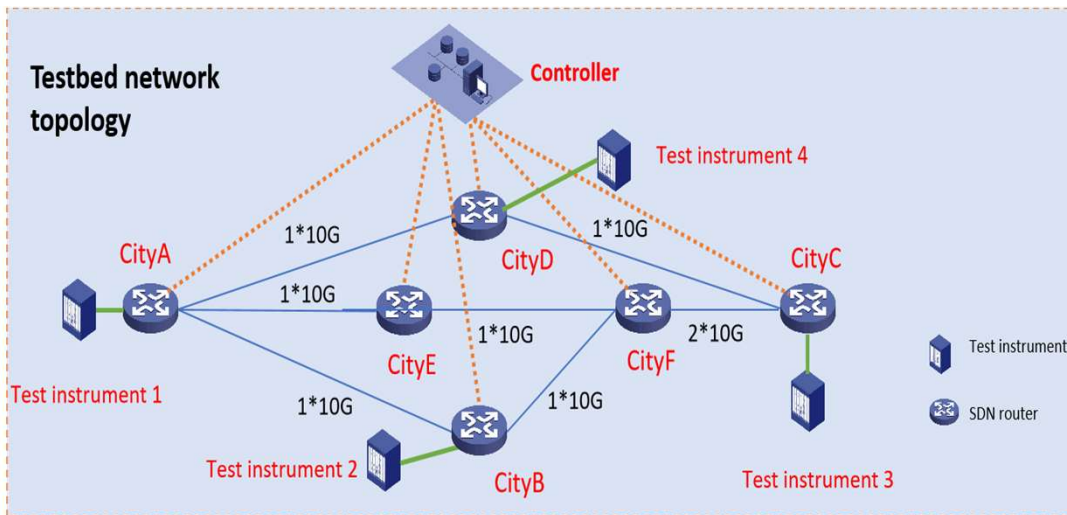 Testbed network
topology
Controller
Test instrument 4
1*10G
CityD
1*10G
CityA
CityC
1*10G
1*10G
2*10G
CityE
CityF
Test instrument
Test instrument 1
1*10G
1*10G
SDN router
Test instrument 2
CityB
Test instrument 3